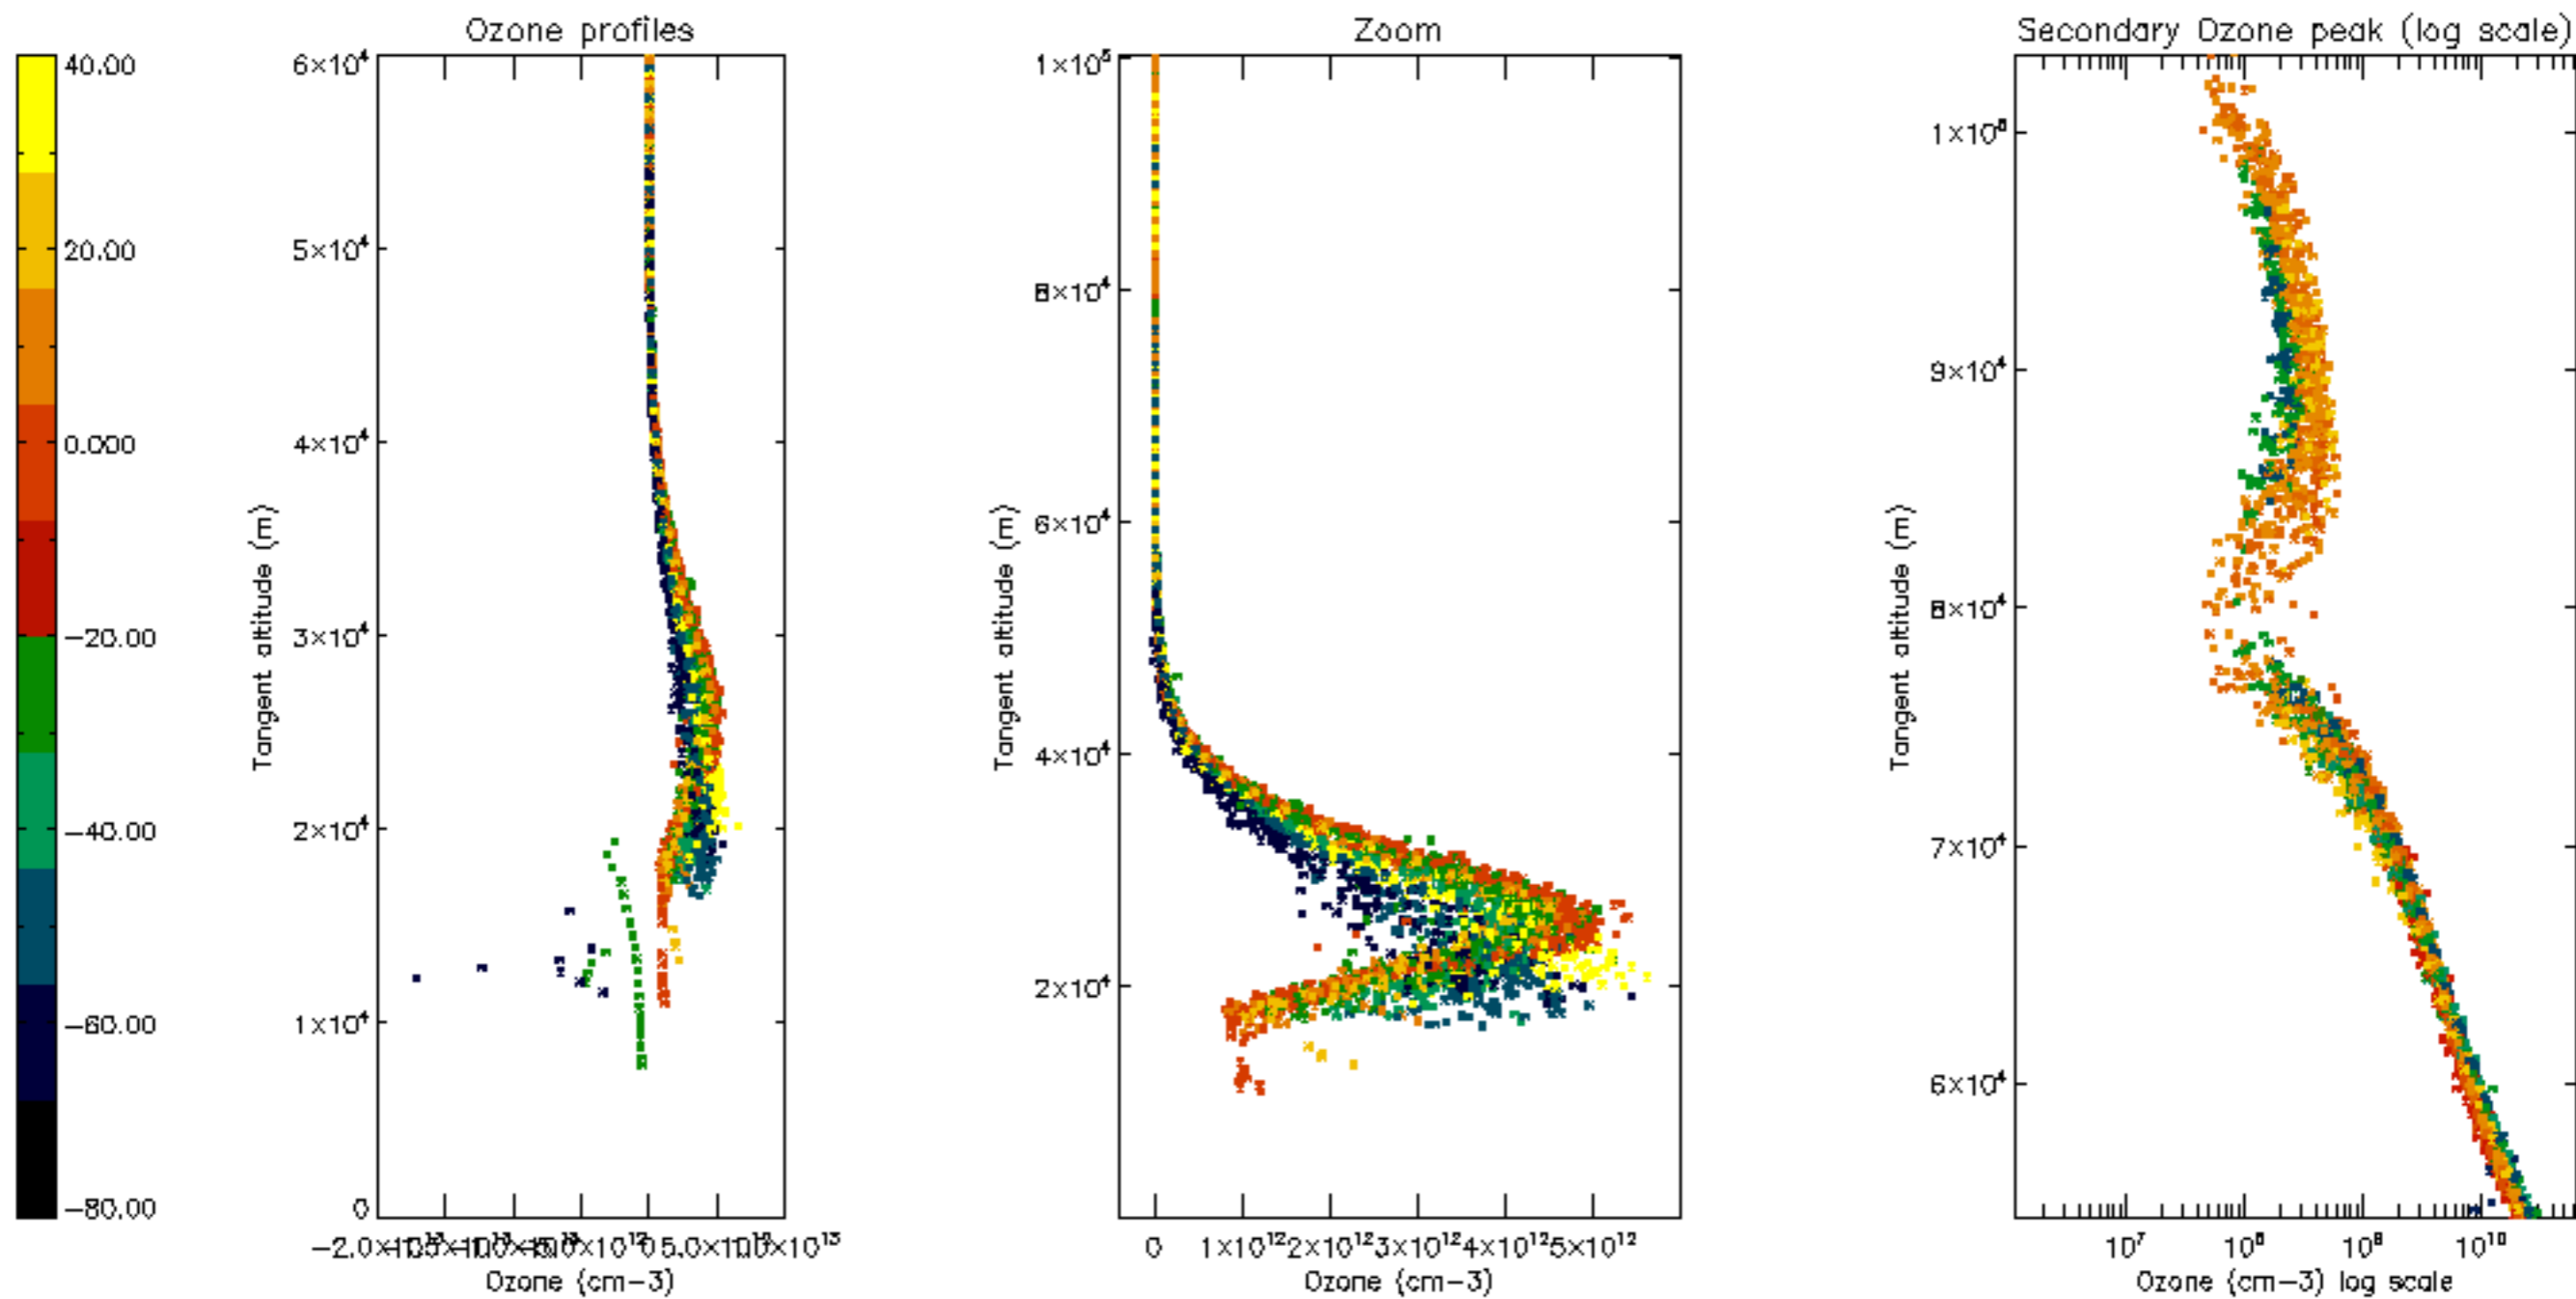 Ozone profiles
Zoom
Secondary Ozone peak (log scale)
40.00
20.00
0.000
−20.00
−40.00
−60.00
−80.00
6×10⁴
5×10⁴
4×10⁴
3×10⁴
2×10⁴
1×10⁴
0
Tangent altitude (m)
Ozone (cm−3)
1×10⁵
8×10⁴
6×10⁴
4×10⁴
2×10⁴
Tangent altitude (m)
0 1×10¹² 2×10¹² 3×10¹² 4×10¹² 5×10¹²
Ozone (cm−3)
9×10⁴
8×10⁴
7×10⁴
6×10⁴
Tangent altitude (m)
10⁷ 10⁸ 10⁹ 10¹⁰
Ozone (cm−3) log scale